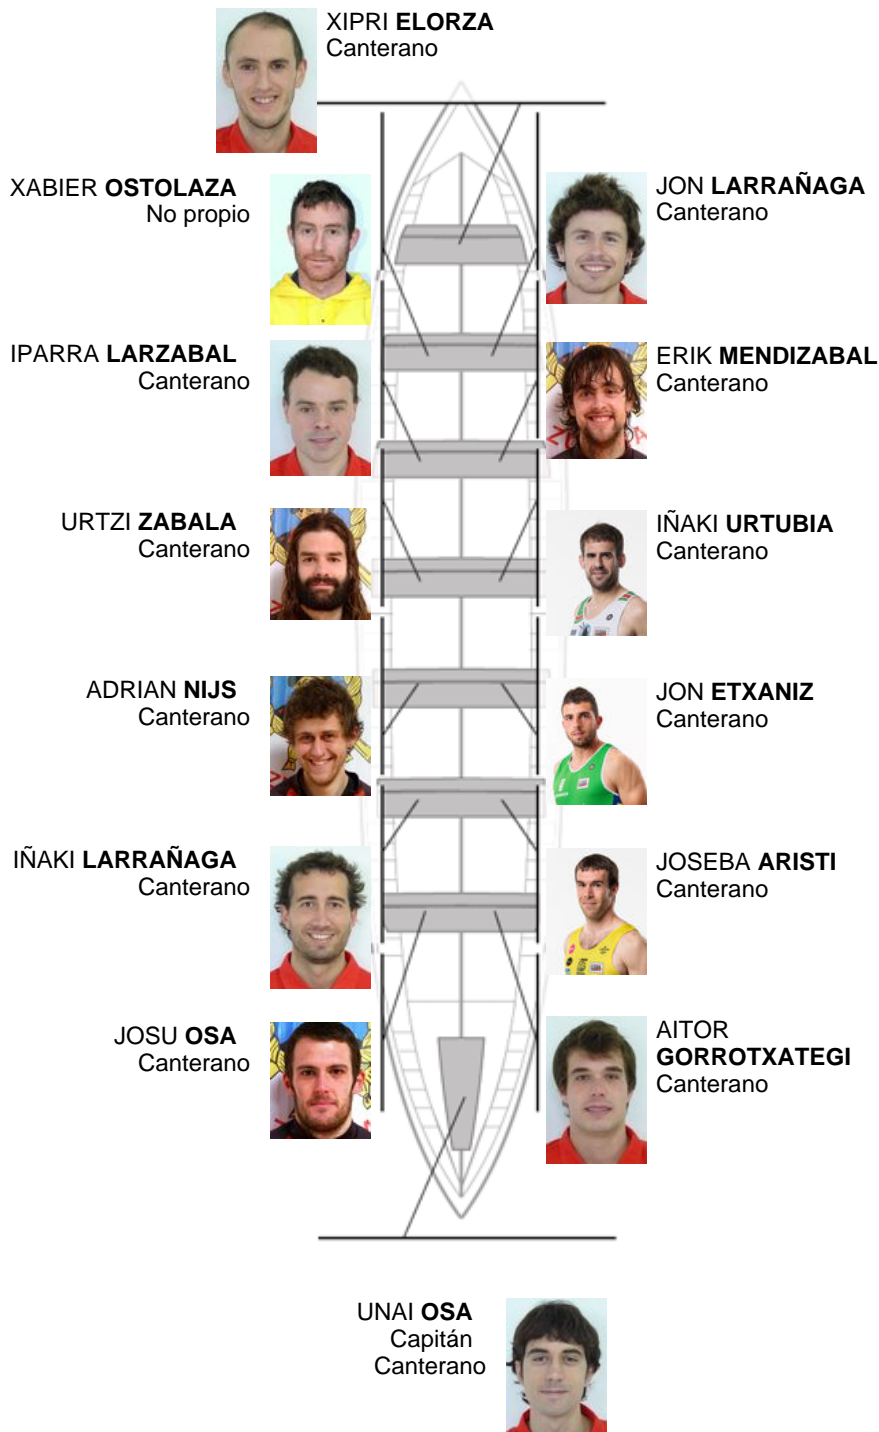 XIPRI ELORZA
Canterano
XABIER OSTOLAZA
No propio
JON LARRAÑAGA
Canterano
IPARRA LARZABAL
Canterano
ERIK MENDIZABAL
Canterano
URTZI ZABALA
Canterano
IÑAKI URTUBIA
Canterano
ADRIAN NIJS
Canterano
JON ETXANIZ
Canterano
IÑAKI LARRAÑAGA
Canterano
JOSEBA ARISTI
Canterano
JOSU OSA
Canterano
AITOR
GORROTXATEGI
Canterano
UNAI OSA
Capitán
Canterano